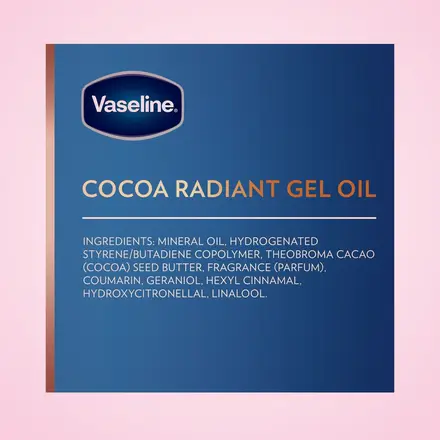 Vaseline®
COCOA RADIANT GEL OIL
INGREDIENTS: MINERAL OIL, HYDROGENATED
STYRENE/BUTADIENE COPOLYMER, THEOBROMA CACAO
(COCOA) SEED BUTTER, FRAGRANCE (PARFUM),
COUMARIN, GERANIOL, HEXYL CINNAMAL,
HYDROXYCITRONELLAL, LINALOOL.